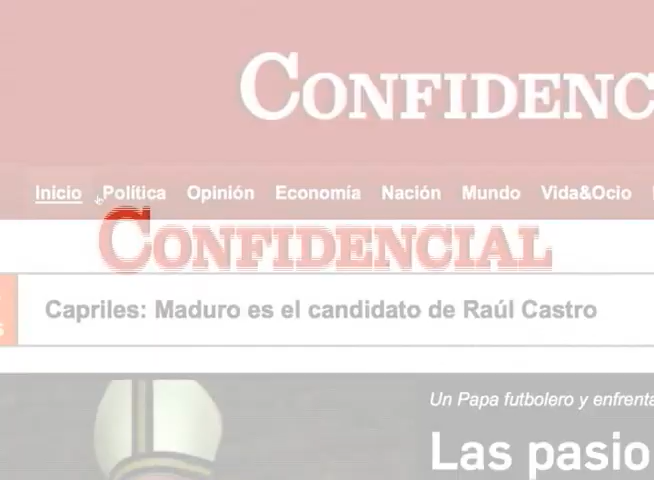 CONFIDENC
Inicio Política Opinión Economía Nación Mundo Vida&Ocio
CONFIDENCIAL
Capriles: Maduro es el candidato de Raúl Castro
Un Papa futbolero y enfrenta
Las pasio